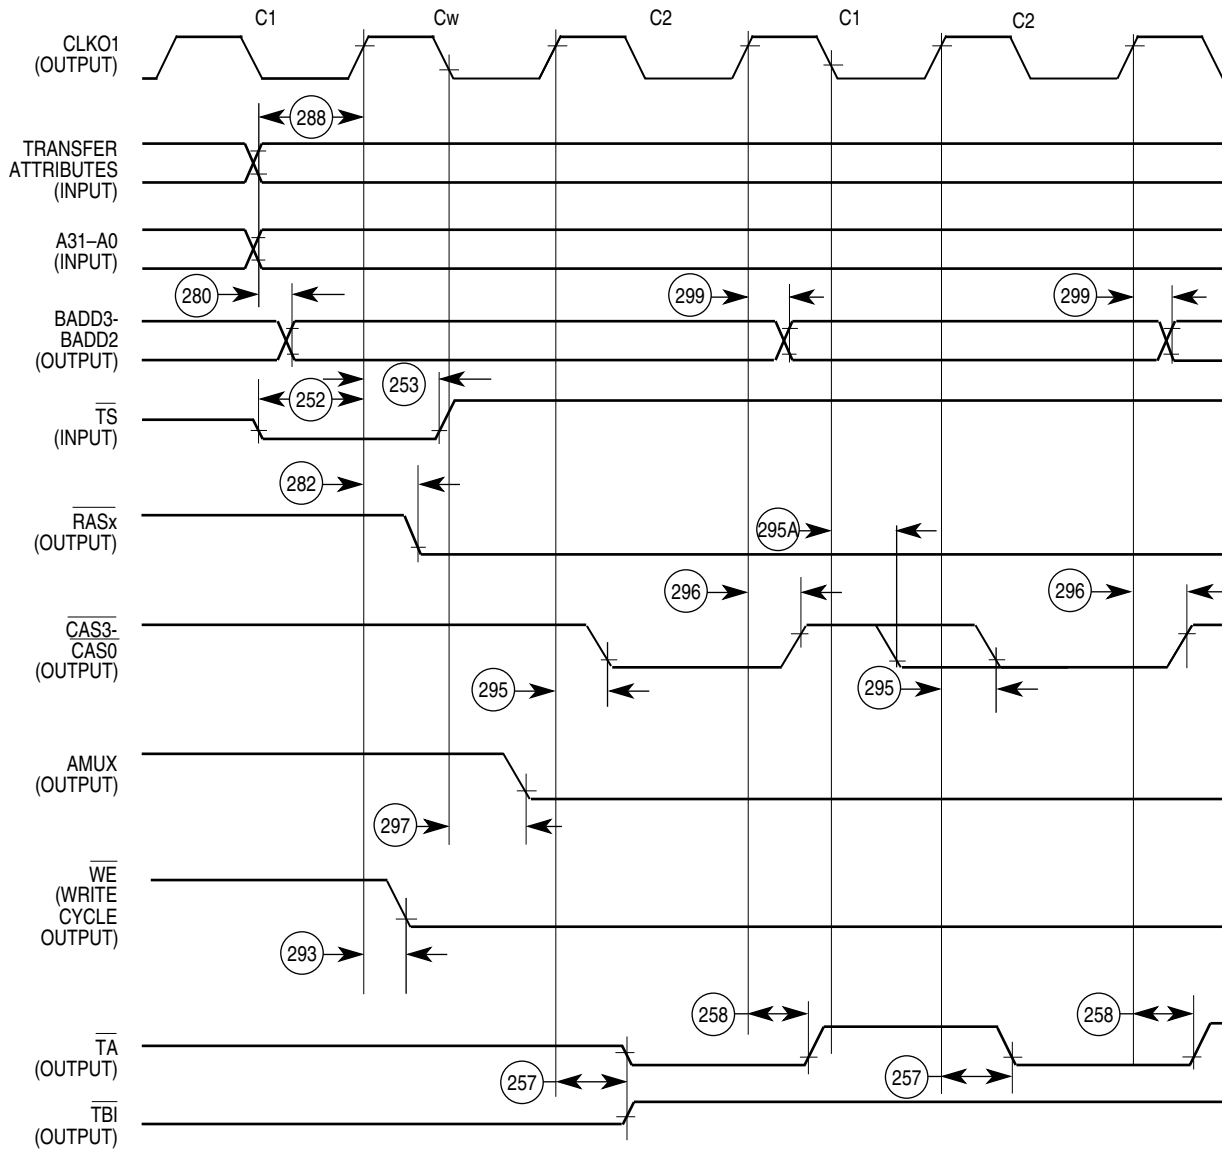 C1 Cw C2 C1 C2
CLKO1
(OUTPUT)
288
TRANSFER
ATTRIBUTES
(INPUT)
A31–A0
(INPUT)
280 299 299
BADD3-
BADD2
(OUTPUT)
253
252
TS
(INPUT)
282
RASx
(OUTPUT)
295A
296 296
CAS3-
CAS0
(OUTPUT)
295 295
AMUX
(OUTPUT)
297
WE
(WRITE
CYCLE
OUTPUT)
293
258 258
TA
(OUTPUT)
257 257
TBI
(OUTPUT)